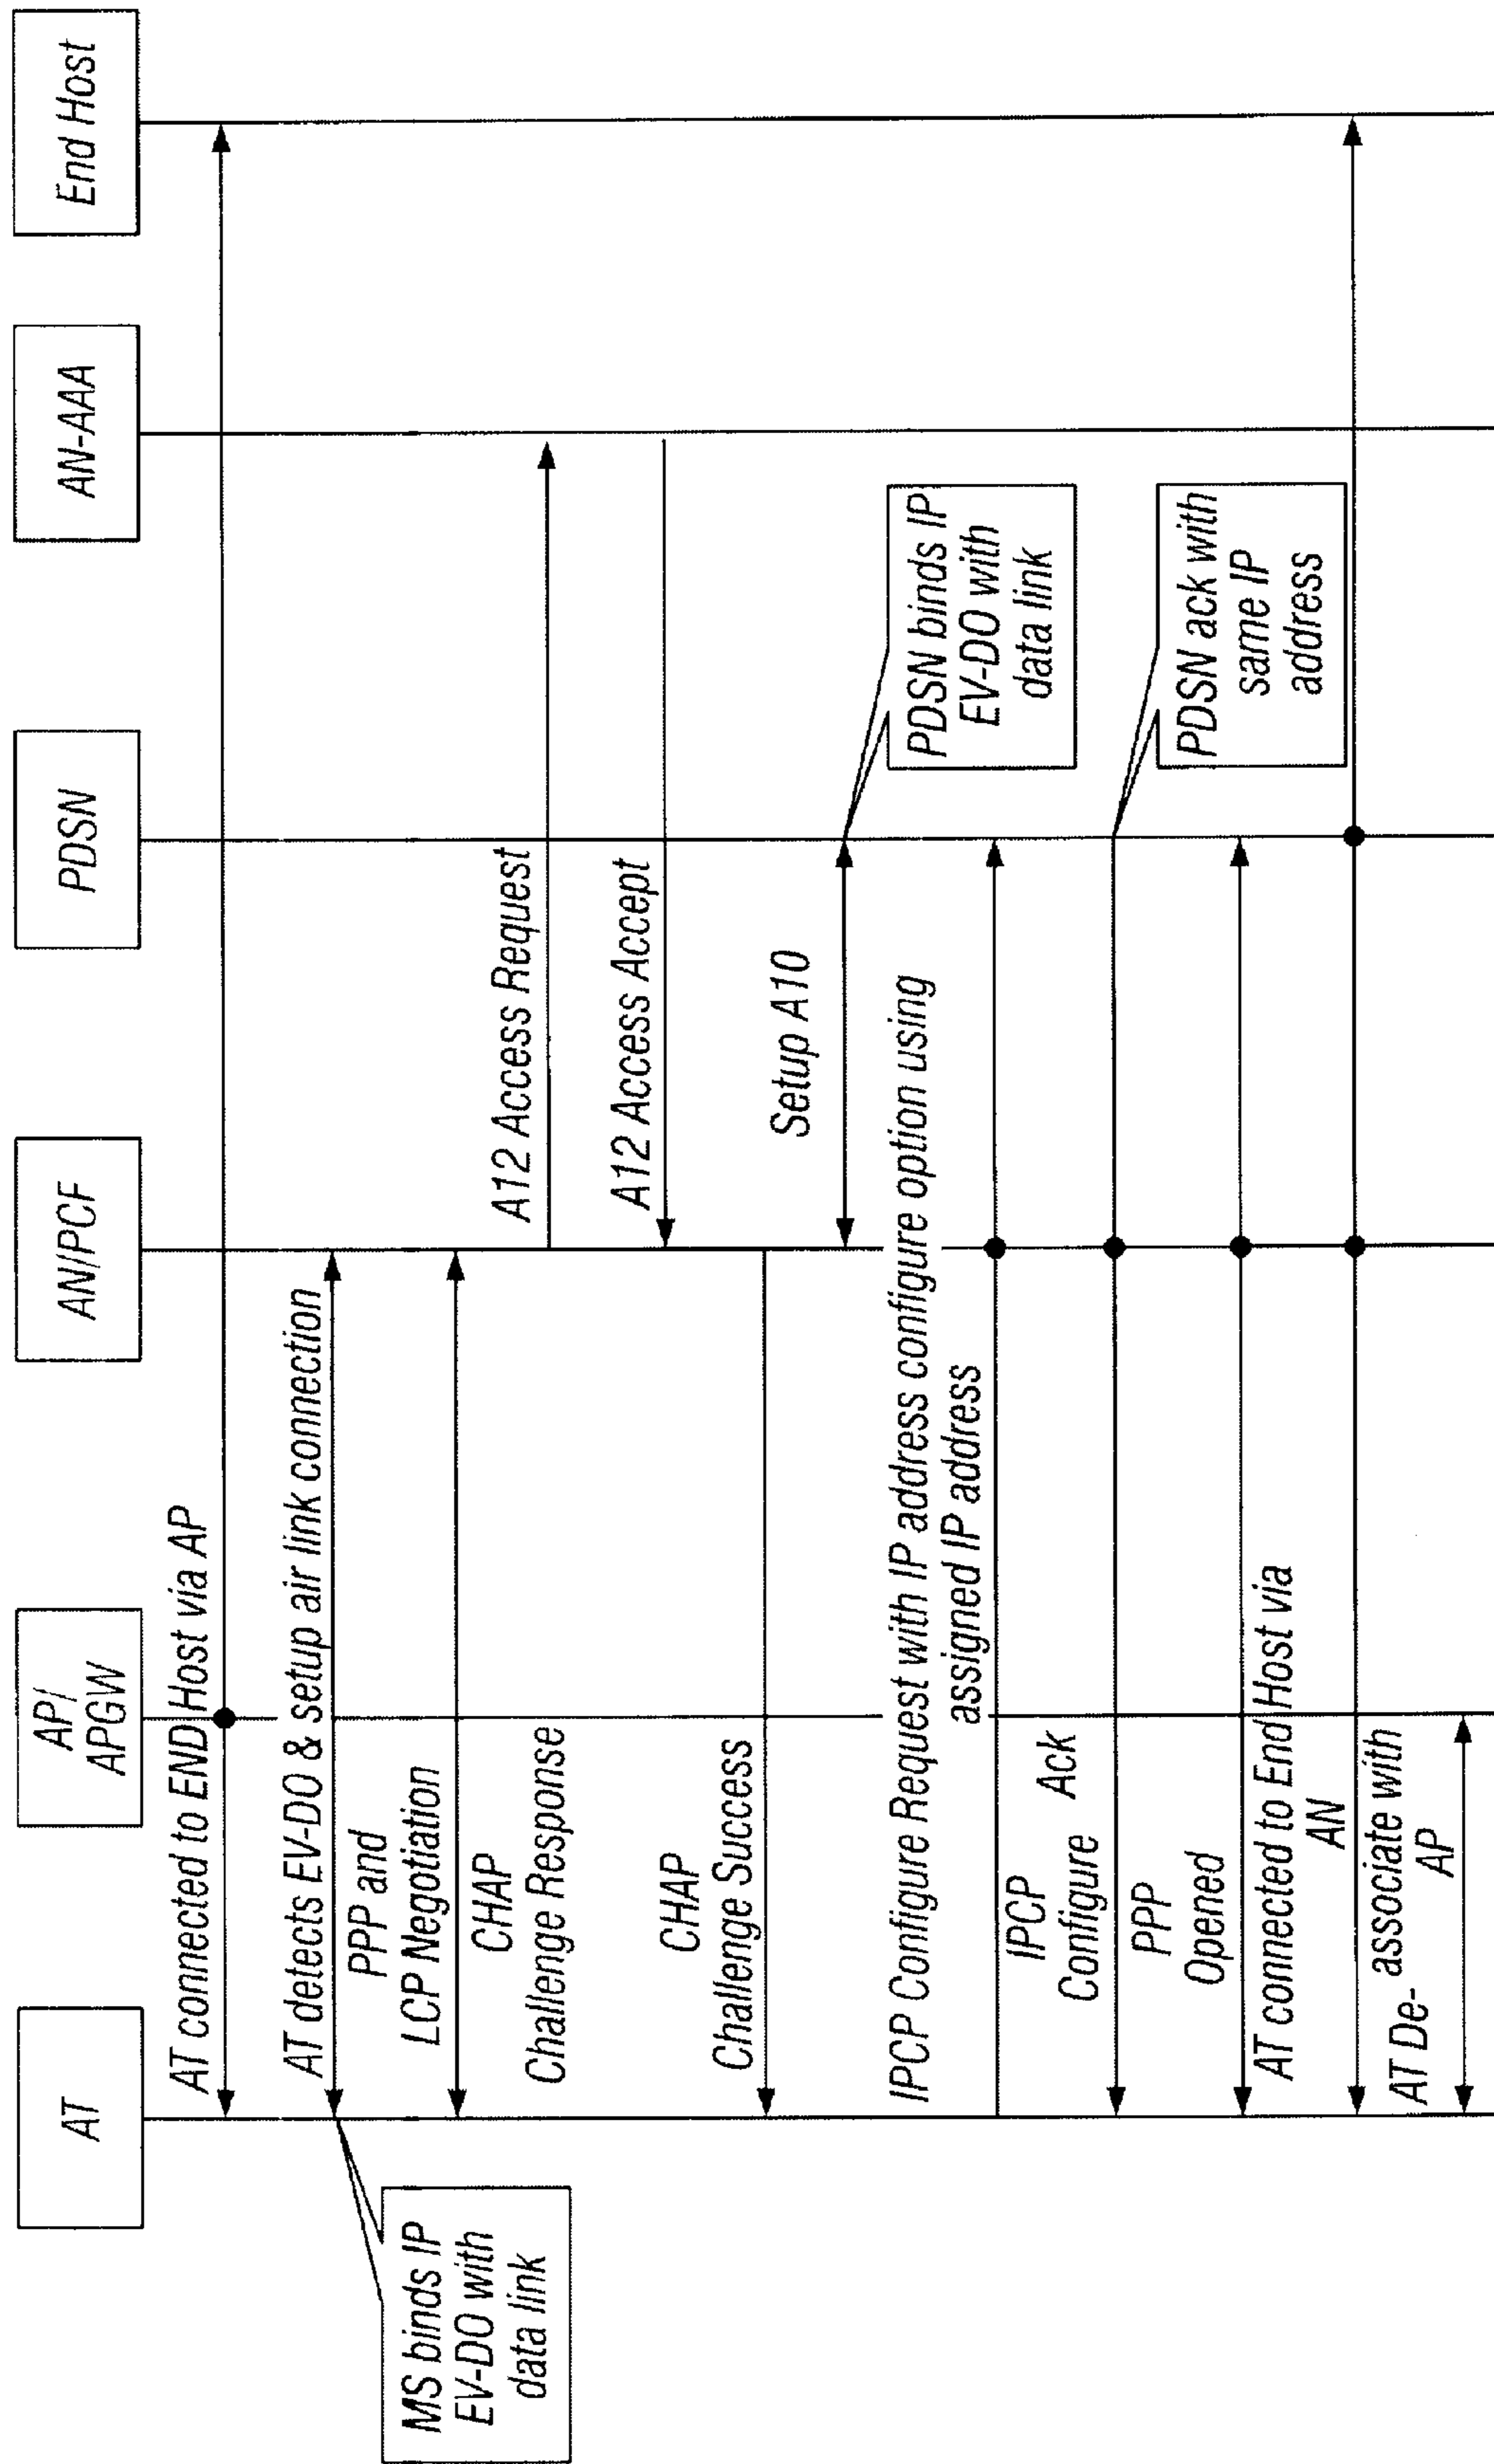 AT
AP/
APGW
AN/PCF
PDSN
AN-AAA
End Host
AT connected to END Host via AP
AT detects EV-DO & setup air link connection
MS binds IP
EV-DO with
data link
PPP and
LCP Negotiation
CHAP
Challenge Response
A12 Access Request
A12 Access Accept
CHAP
Challenge Success
Setup A10
PDSN binds IP
EV-DO with
data link
IPCP Configure Request with IP address configure option using
assigned IP address
IPCP
Configure Ack
PDSN ack with
same IP
address
PPP
Opened
AT connected to End Host via
AN
AT De- associate with
AP